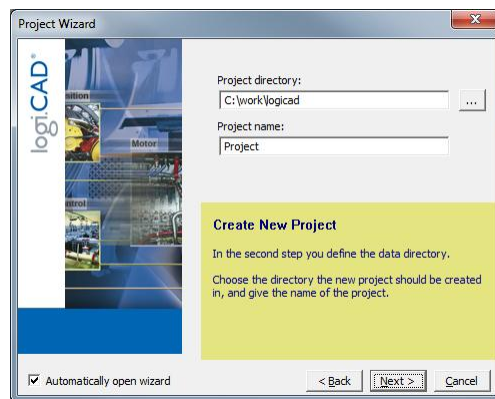 Project Wizard
logi.CAD
Motor
Project directory:
C:\work\logicad
...
Project name:
Project
Create New Project
In the second step you define the data directory.
Choose the directory the new project should be created
in, and give the name of the project.
Automatically open wizard
< Back
Next >
Cancel